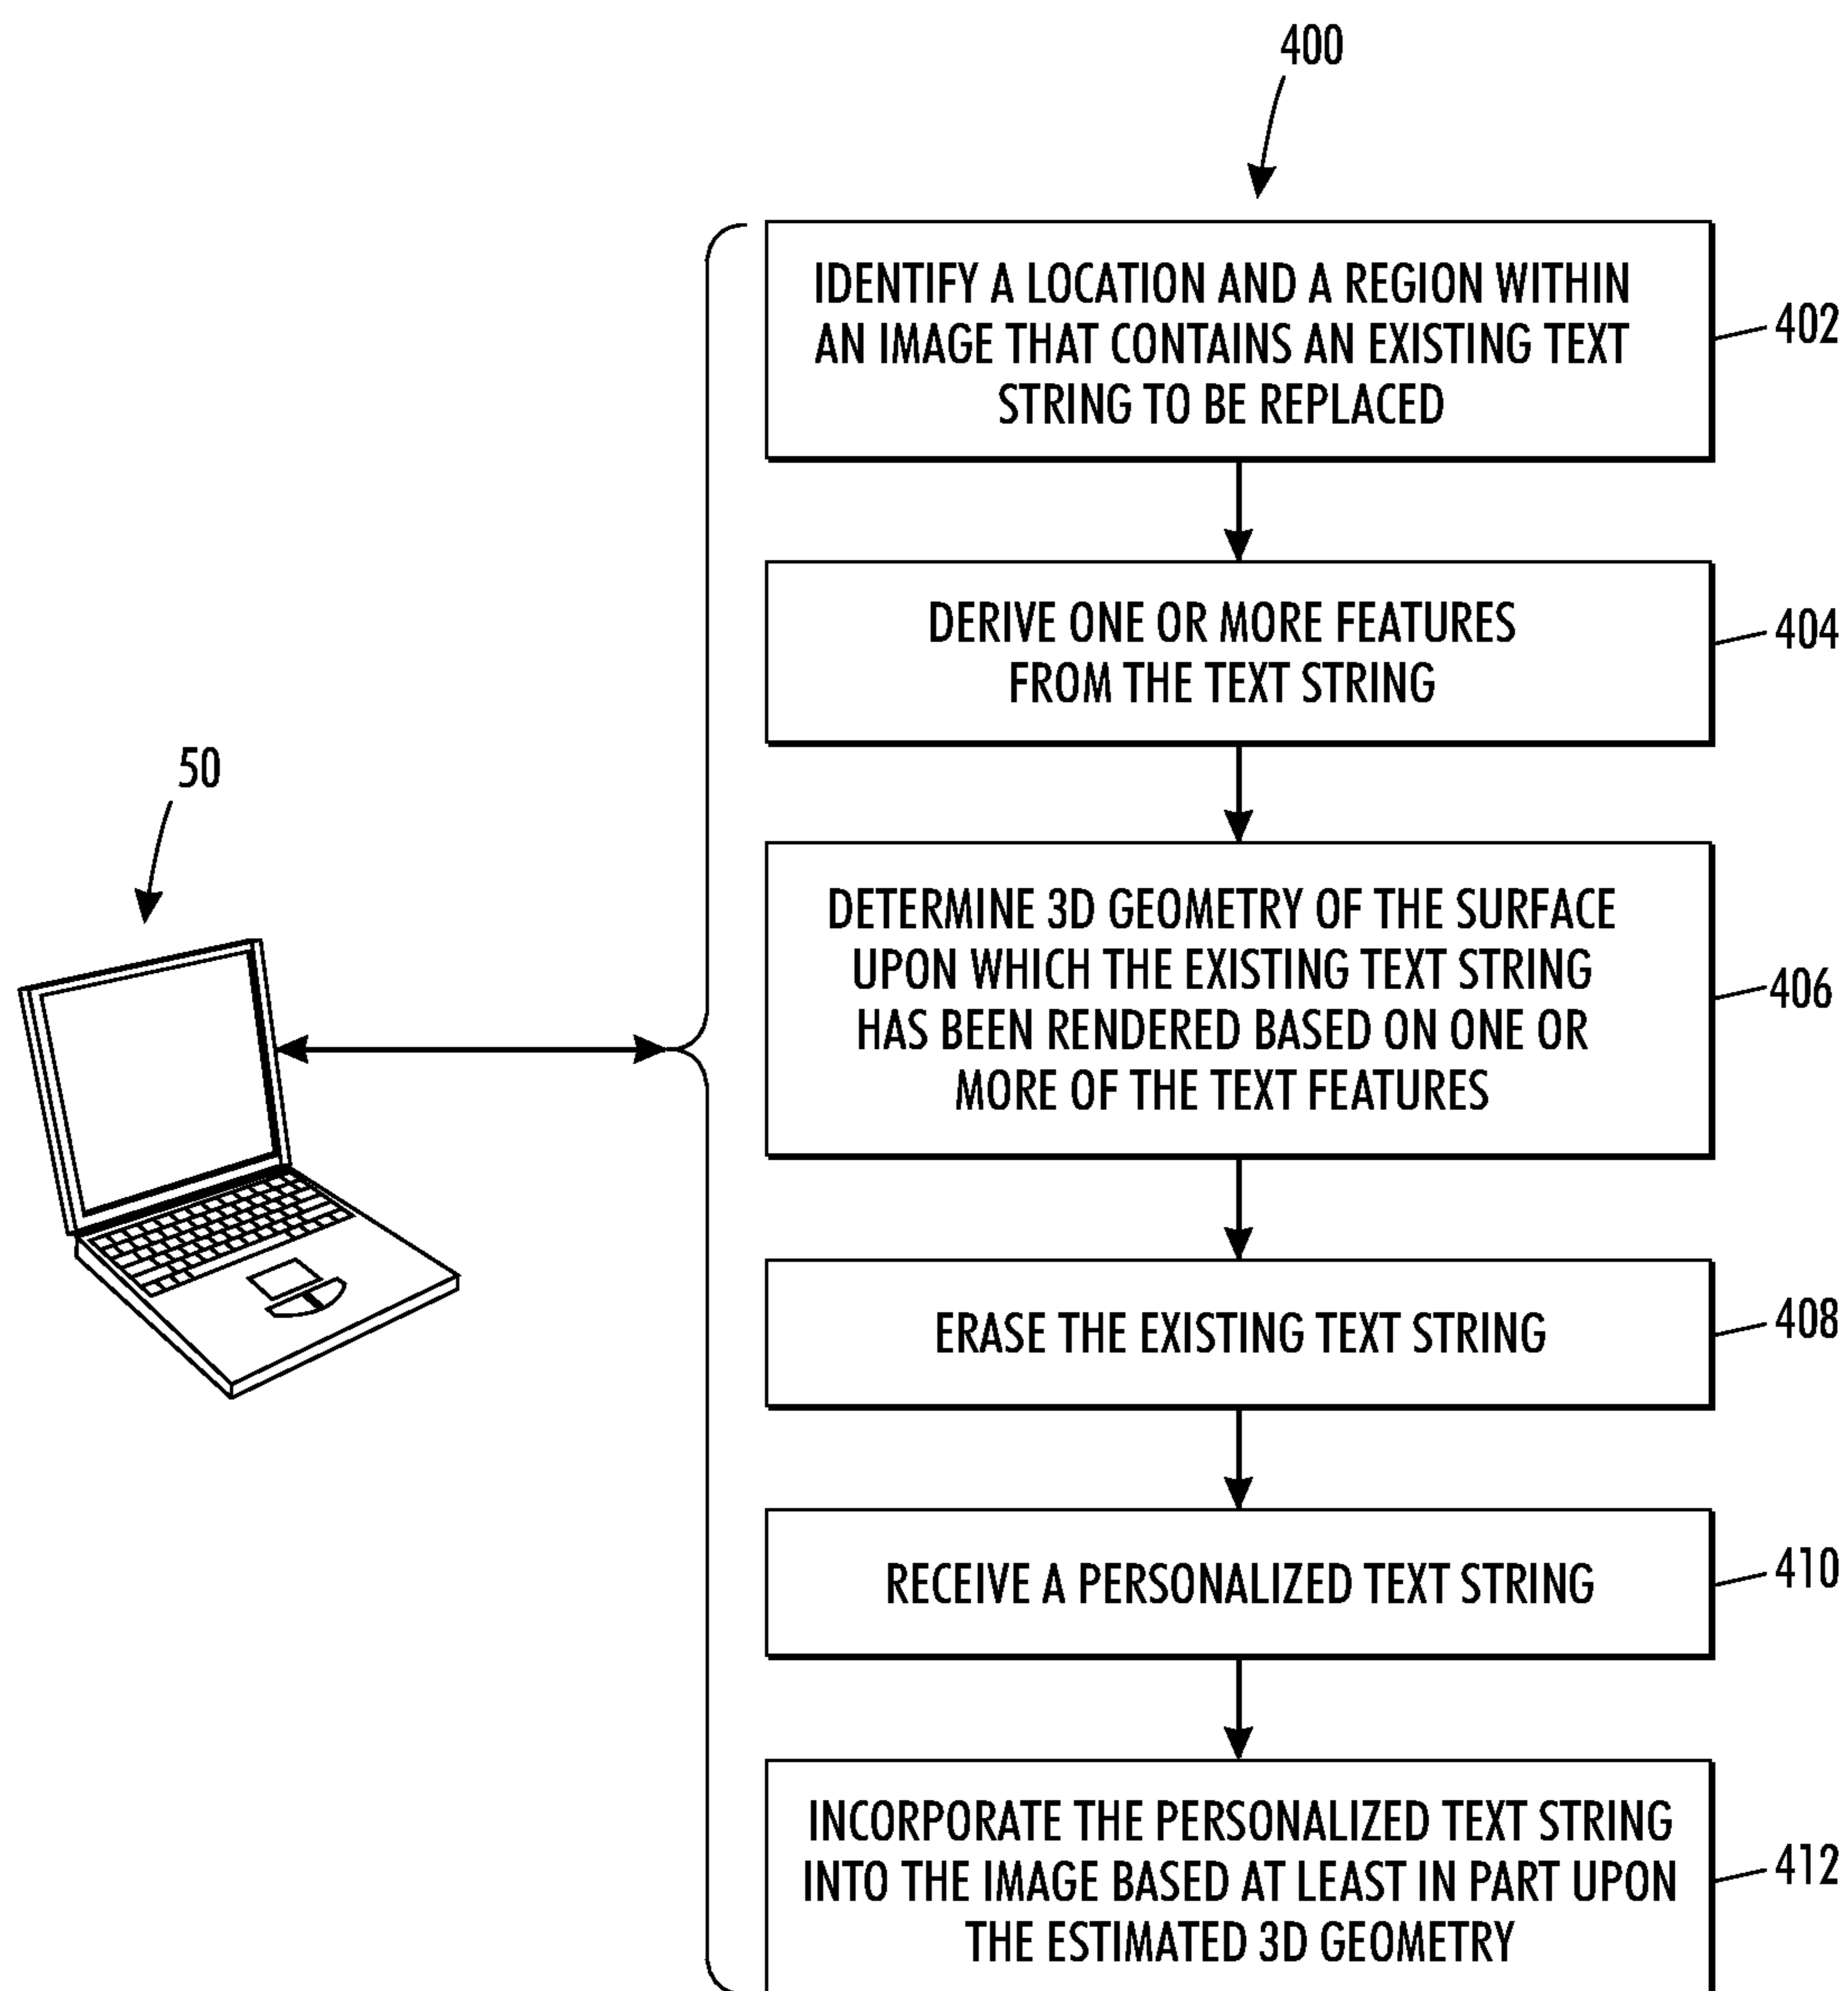 400
IDENTIFY A LOCATION AND A REGION WITHIN
AN IMAGE THAT CONTAINS AN EXISTING TEXT
STRING TO BE REPLACED
402
DERIVE ONE OR MORE FEATURES
FROM THE TEXT STRING
404
50
DETERMINE 3D GEOMETRY OF THE SURFACE
UPON WHICH THE EXISTING TEXT STRING
HAS BEEN RENDERED BASED ON ONE OR
MORE OF THE TEXT FEATURES
406
ERASE THE EXISTING TEXT STRING
408
RECEIVE A PERSONALIZED TEXT STRING
410
INCORPORATE THE PERSONALIZED TEXT STRING
INTO THE IMAGE BASED AT LEAST IN PART UPON
THE ESTIMATED 3D GEOMETRY
412